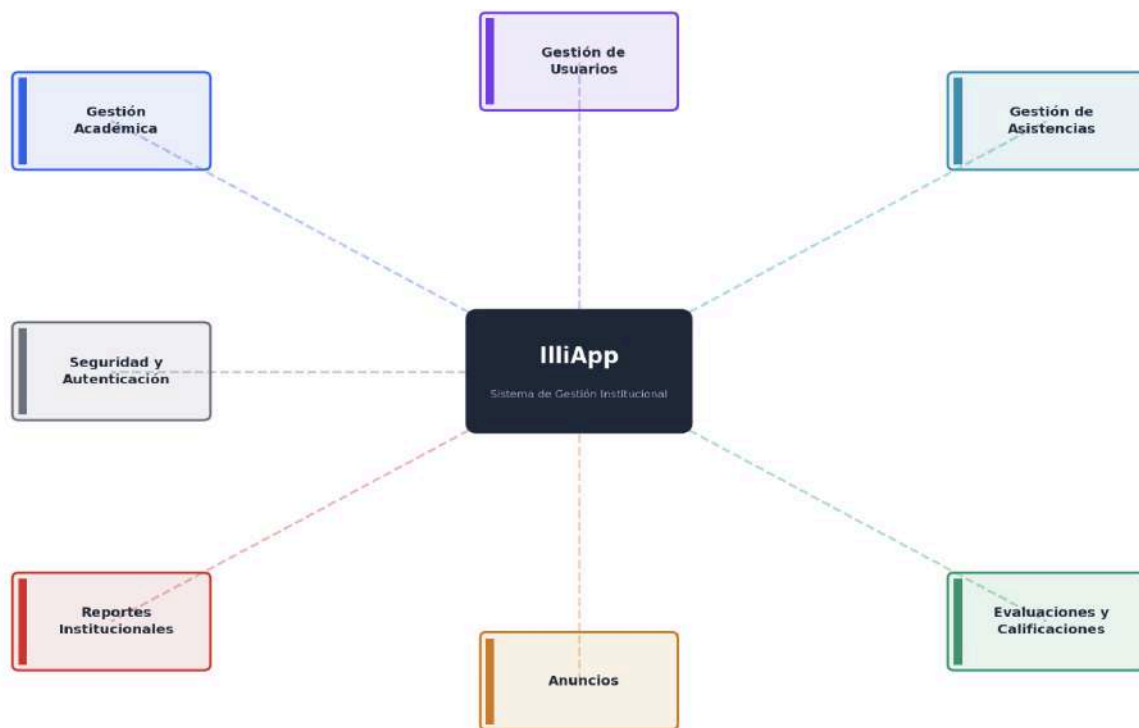 Gestión de
Usuarios
Gestión
Académica
Gestión de
Asistencias
IlliApp
Sistema de Gestión Institucional
Seguridad y
Autenticación
Reportes
Institucionales
Evaluaciones y
Calificaciones
Anuncios